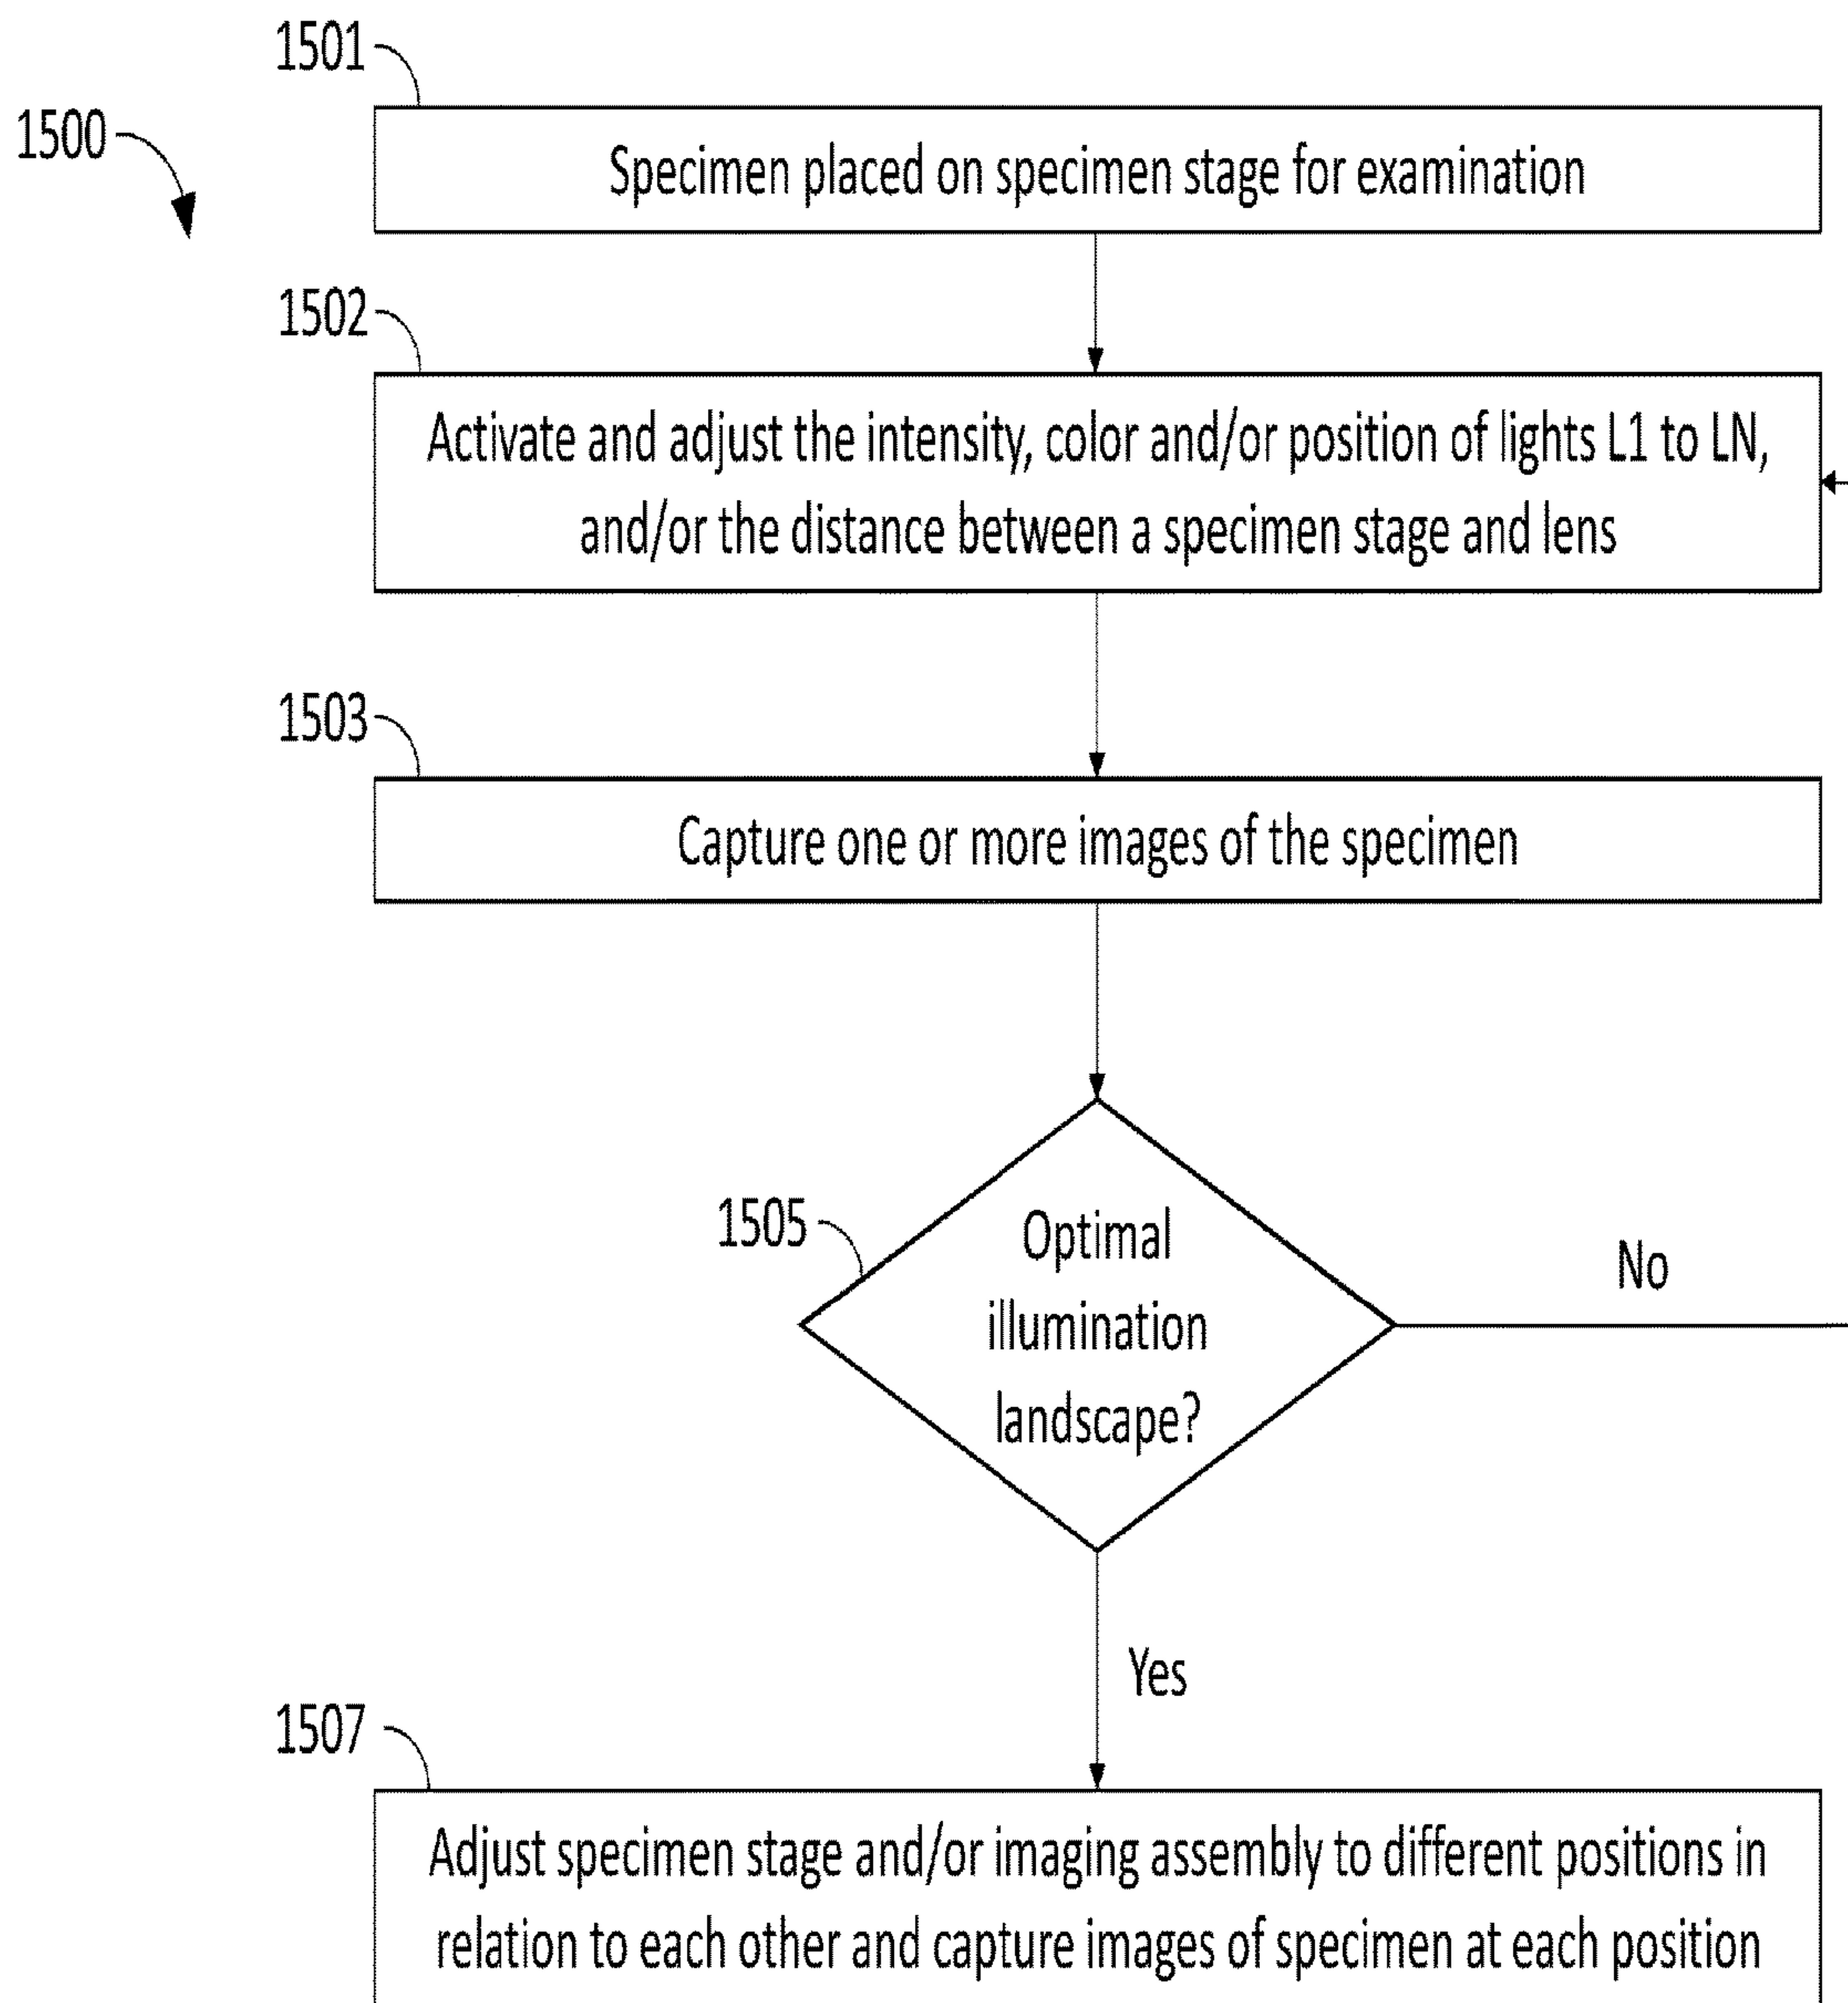 1501
1500
Specimen placed on specimen stage for examination
1502
Activate and adjust the intensity, color and/or position of lights L1 to LN,
and/or the distance between a specimen stage and lens
1503
Capture one or more images of the specimen
1505
Optimal
illumination
landscape?
No
Yes
1507
Adjust specimen stage and/or imaging assembly to different positions in
relation to each other and capture images of specimen at each position